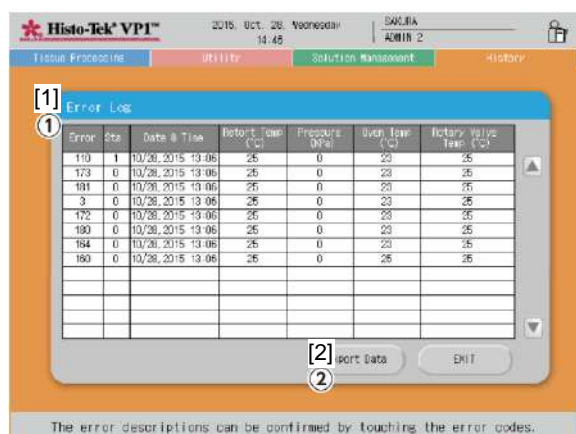 Histo-Tek® VP1™
2015. Oct. 28. Wednesday
14:46
SAKURA
ADMIN 2
Tissue Processing Utility Solution Management History
[1]
Error Log
①
Error Sta Date & Time Retort Temp (°C) Pressure (kPa) Oven Temp (°C) Rotary Valve Temp (°C)
110 1 10/28, 2015 13:06 25 0 23 25
173 0 10/28, 2015 13:06 25 0 23 25
181 0 10/28, 2015 13:06 25 0 23 25
3 0 10/28, 2015 13:06 25 0 23 25
172 0 10/28, 2015 13:06 25 0 23 25
180 0 10/28, 2015 13:06 25 0 23 25
164 0 10/28, 2015 13:06 25 0 23 25
160 0 10/28, 2015 13:06 25 0 25 25
[2]
port Data EXIT
②
The error descriptions can be confirmed by touching the error codes.